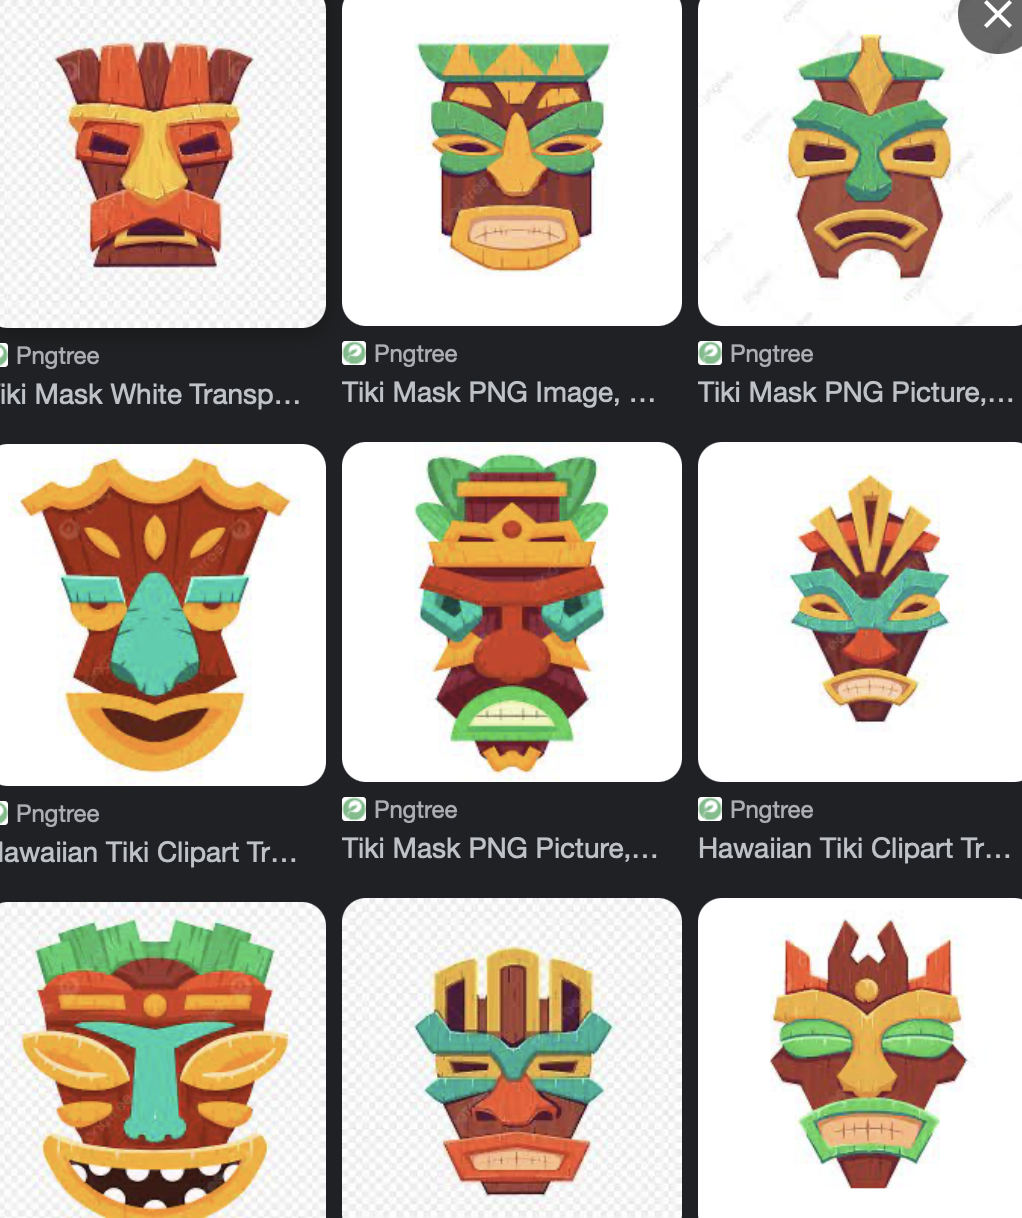 Pngtree
Pngtree
Pngtree
iki Mask White Transp...
Tiki Mask PNG Image, ...
Tiki Mask PNG Picture,...
Pngtree
Pngtree
Pngtree
awaiian Tiki Clipart Tr...
Tiki Mask PNG Picture,...
Hawaiian Tiki Clipart Tr...